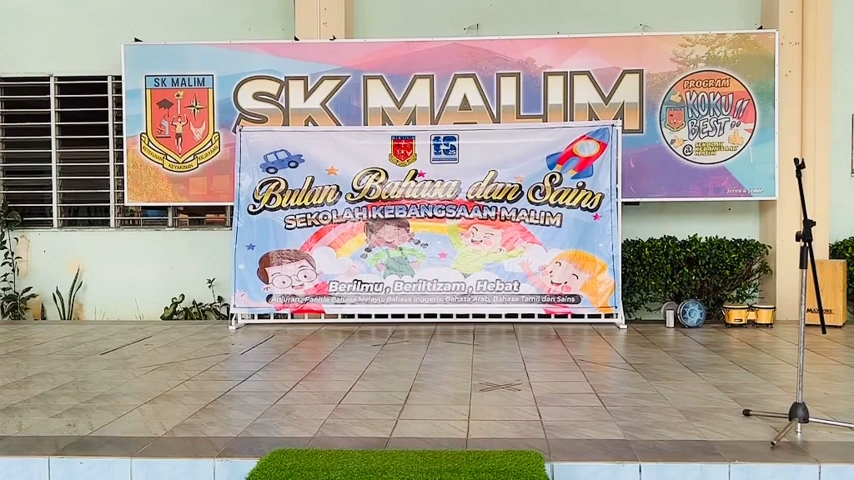 SK MALIM
SK MALIM
PROGRAM
KOKU
BEST!!
Bulan Bahasa dan Sains
SEKOLAH KEBANGSAAN MALIM
Berilmu , Beriltizam , Hebat
Anjuran : Panitia Bahasa Melayu, Bahasa Inggeris, Bahasa Arab, Bahasa Tamil dan Sains